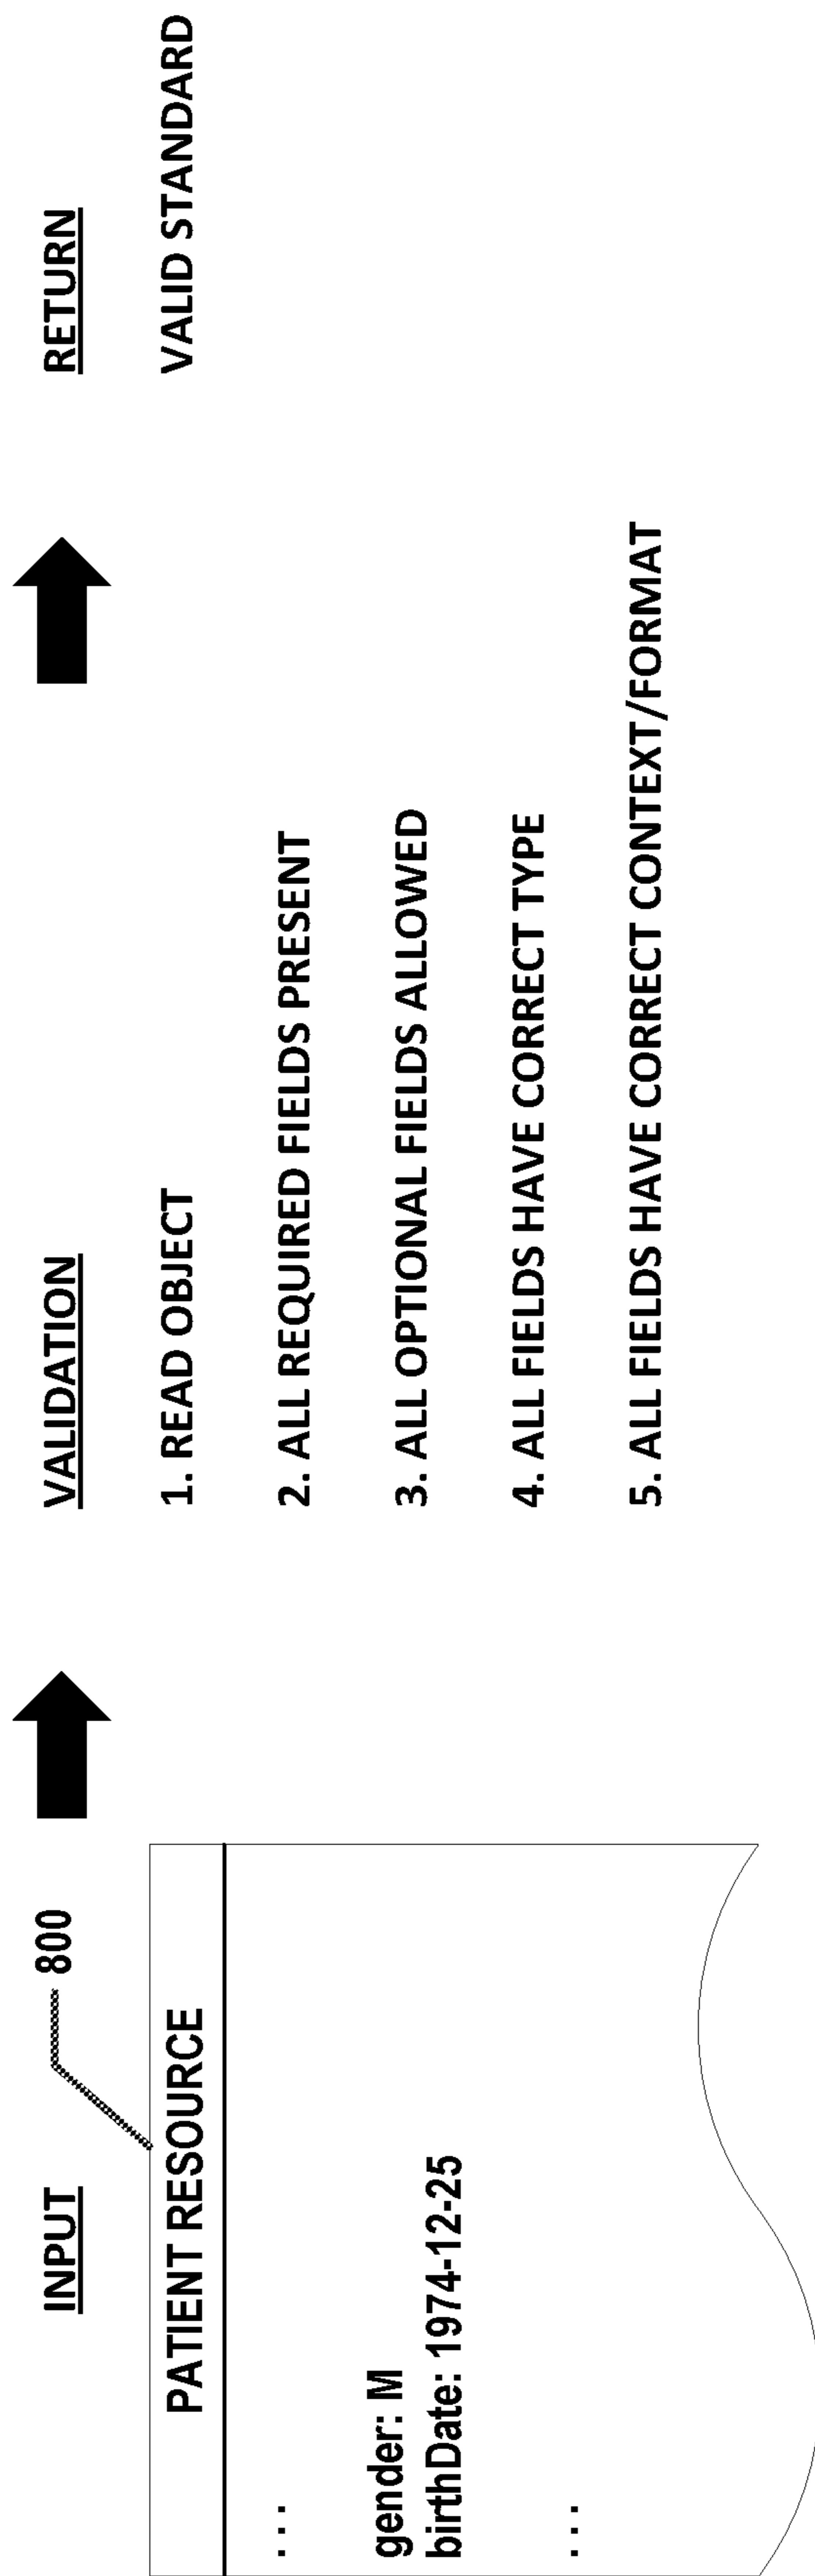 INPUT
800
PATIENT RESOURCE
...
gender: M
birthDate: 1974-12-25
...
VALIDATION
1. READ OBJECT
2. ALL REQUIRED FIELDS PRESENT
3. ALL OPTIONAL FIELDS ALLOWED
4. ALL FIELDS HAVE CORRECT TYPE
5. ALL FIELDS HAVE CORRECT CONTEXT/FORMAT
RETURN
VALID STANDARD